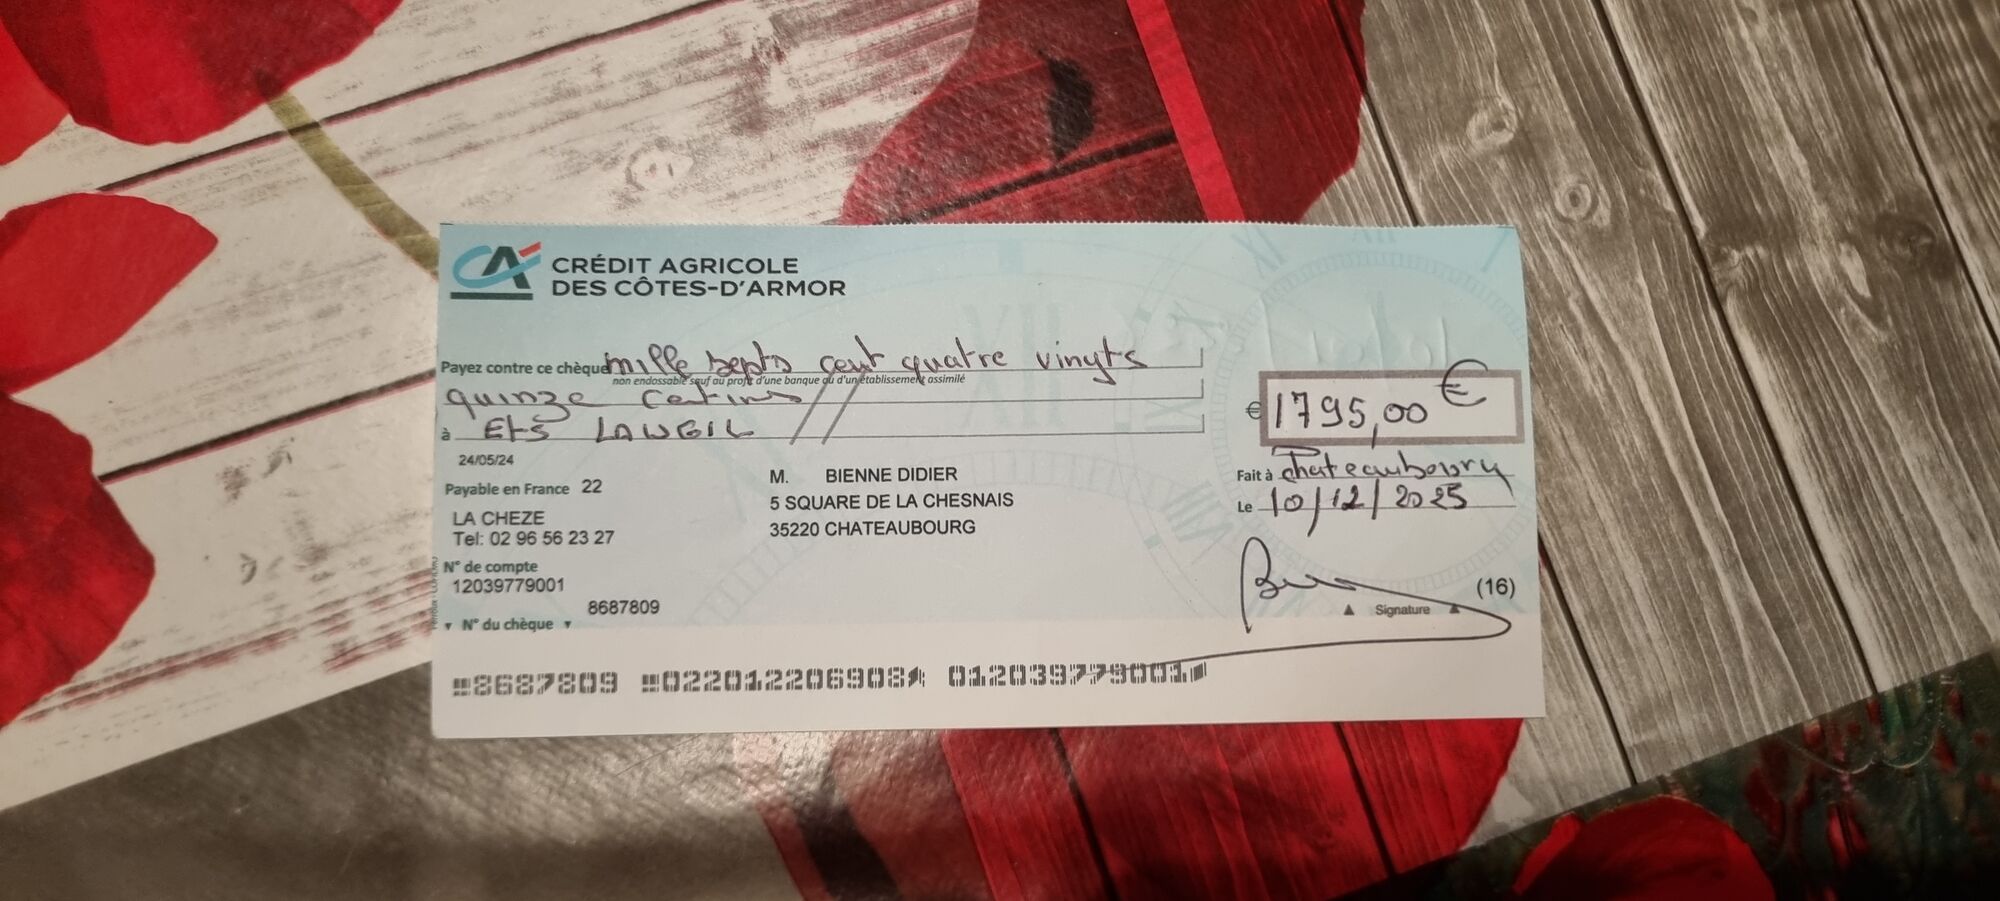 CRÉDIT AGRICOLE
DES CÔTES-D'ARMOR
Payez contre ce chèque mille septs cent quatre vingts
non endossable sauf au profit d'une banque ou d'un établissement assimilé
quinze
à Ets
€ 1795,00 €
24/05/24
Payable en France 22
LA CHEZE
Tel: 02 96 56 23 27
M. BIENNE DIDIER
5 SQUARE DE LA CHESNAIS
35220 CHATEAUBOURG
Fait à Chateaubourg
Le 10/12/2025
N° de compte
12039779001
8687809
N° du chèque
(16)
Signature
8687809 022012206908 012039779001